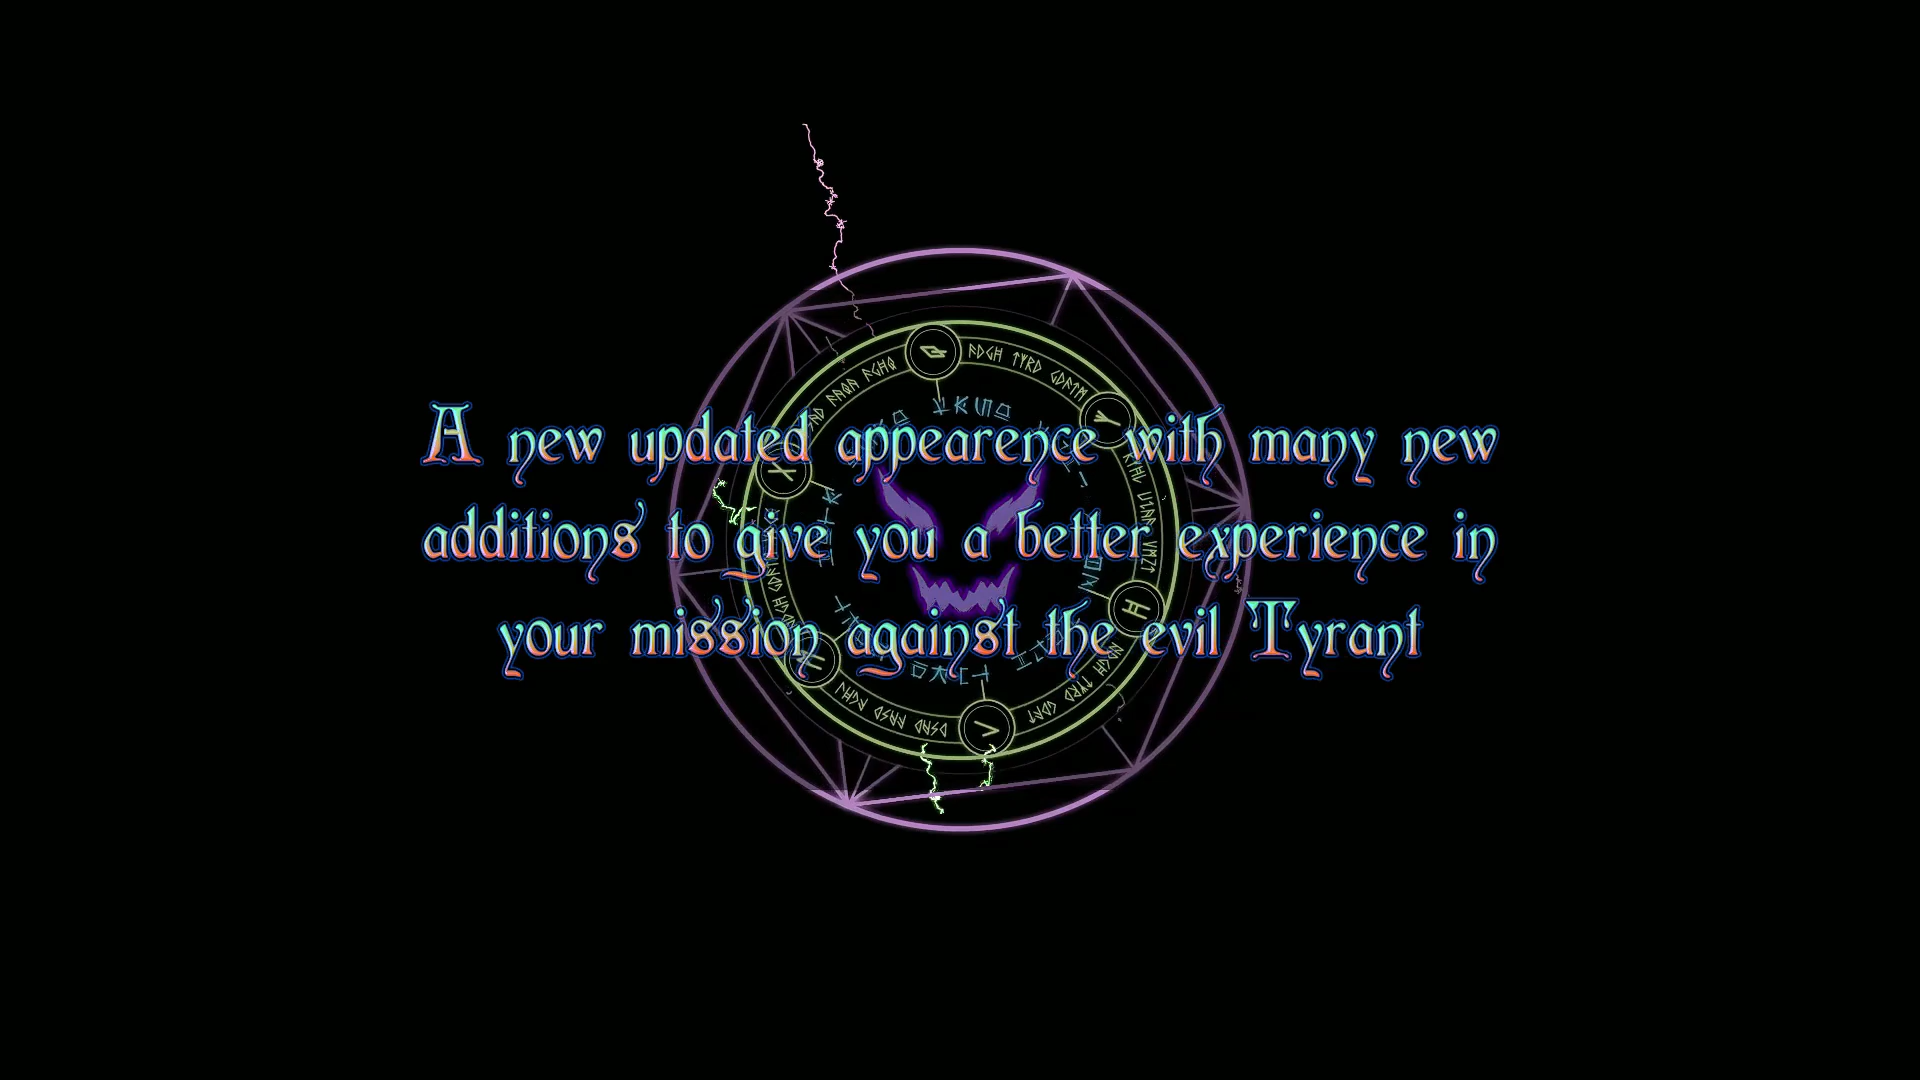 A new updated appearence with many new
additions to give you a better experience in
your mission against the evil Tyrant